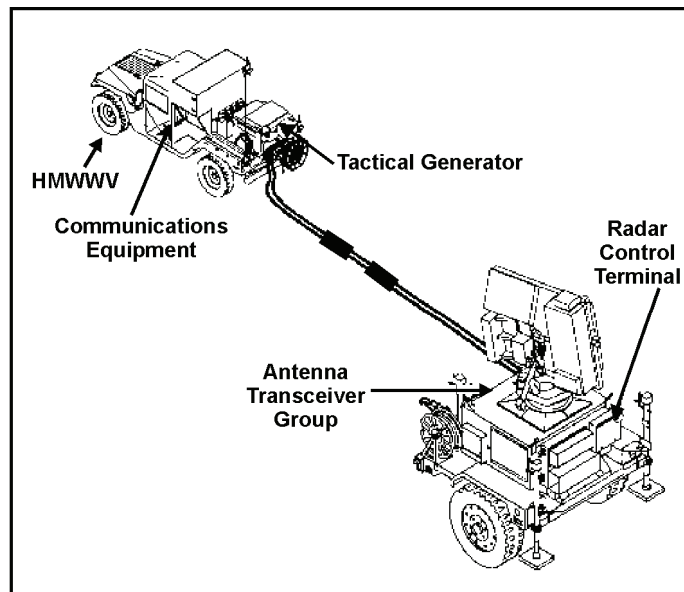 Tactical Generator
HMWWV
Communications
Equipment
Radar
Control
Terminal
Antenna
Transceiver
Group